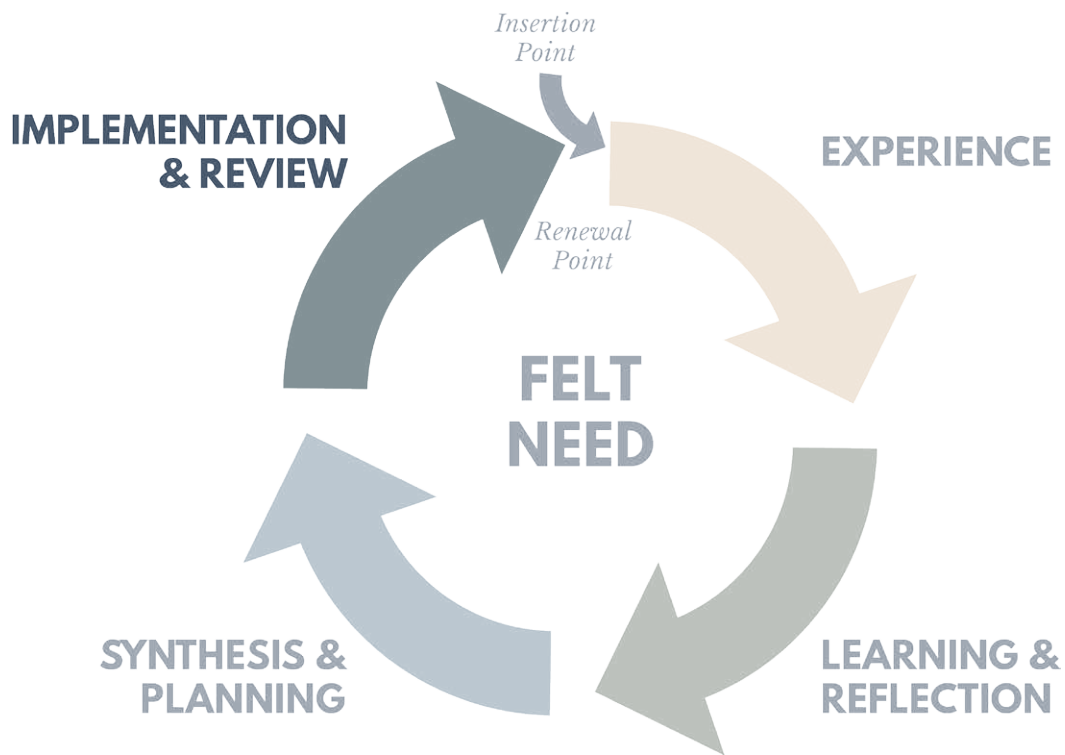 Insertion
Point
IMPLEMENTATION
& REVIEW
EXPERIENCE
Renewal
Point
FELT
NEED
SYNTHESIS &
PLANNING
LEARNING &
REFLECTION